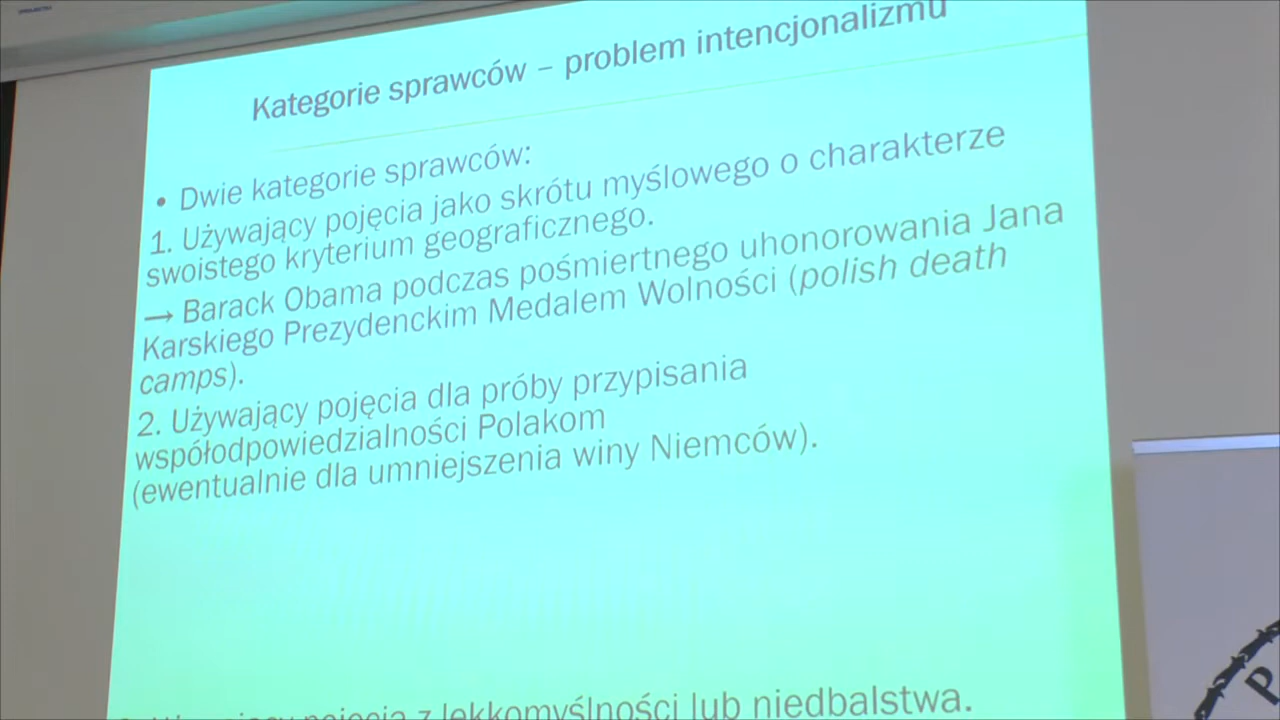 Kategorie sprawców – problem intencjonalizmu
• Dwie kategorie sprawców:
1. Używający pojęcia jako skrótu myślowego o charakterze
swoistego kryterium geograficznego.
→ Barack Obama podczas pośmiertnego uhonorowania Jana
Karskiego Prezydenckim Medalem Wolności (polish death
camps).
2. Używający pojęcia dla próby przypisania
współodpowiedzialności Polakom
(ewentualnie dla umniejszenia winy Niemców).
pojęcia z lekkomyślności lub niedbalstwa.
P